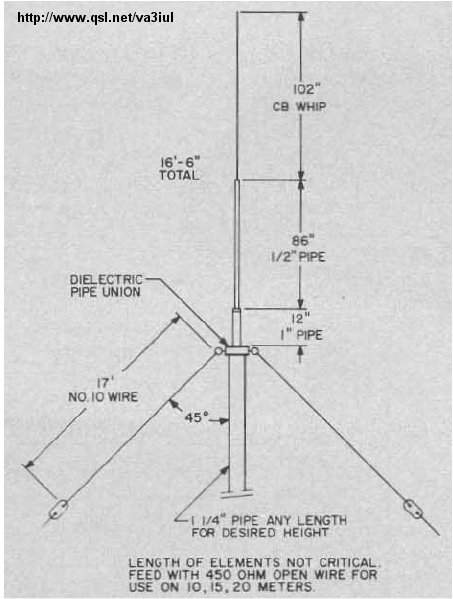 http://www.qsl.net/va3iul
102"
CB WHIP
16'-6"
TOTAL
86"
1/2" PIPE
DIELECTRIC
PIPE UNION
12"
1" PIPE
17'
NO. 10 WIRE
45°
1 1/4" PIPE ANY LENGTH
FOR DESIRED HEIGHT
LENGTH OF ELEMENTS NOT CRITICAL.
FEED WITH 450 OHM OPEN WIRE FOR
USE ON 10, 15, 20 METERS.